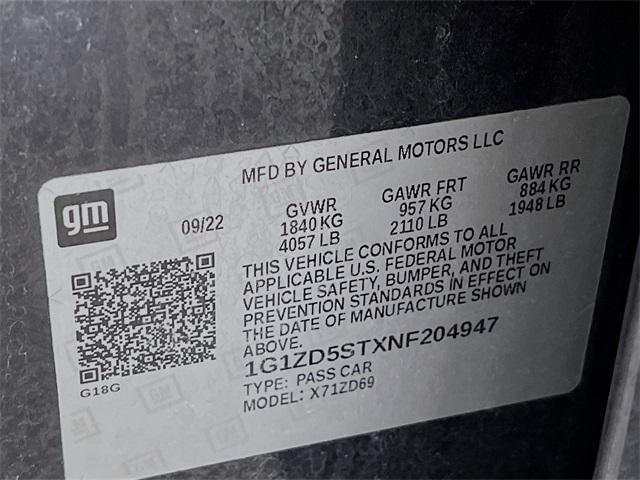 MFD BY GENERAL MOTORS LLC
gm
09/22
GVWR
1840 KG
4057 LB
GAWR FRT
957 KG
2110 LB
GAWR RR
884 KG
1948 LB
THIS VEHICLE CONFORMS TO ALL
APPLICABLE U.S. FEDERAL MOTOR
VEHICLE SAFETY, BUMPER, AND THEFT
PREVENTION STANDARDS IN EFFECT ON
THE DATE OF MANUFACTURE SHOWN
ABOVE.
1G1ZD5STXNF204947
TYPE: PASS CAR
MODEL: X71ZD69
G18G